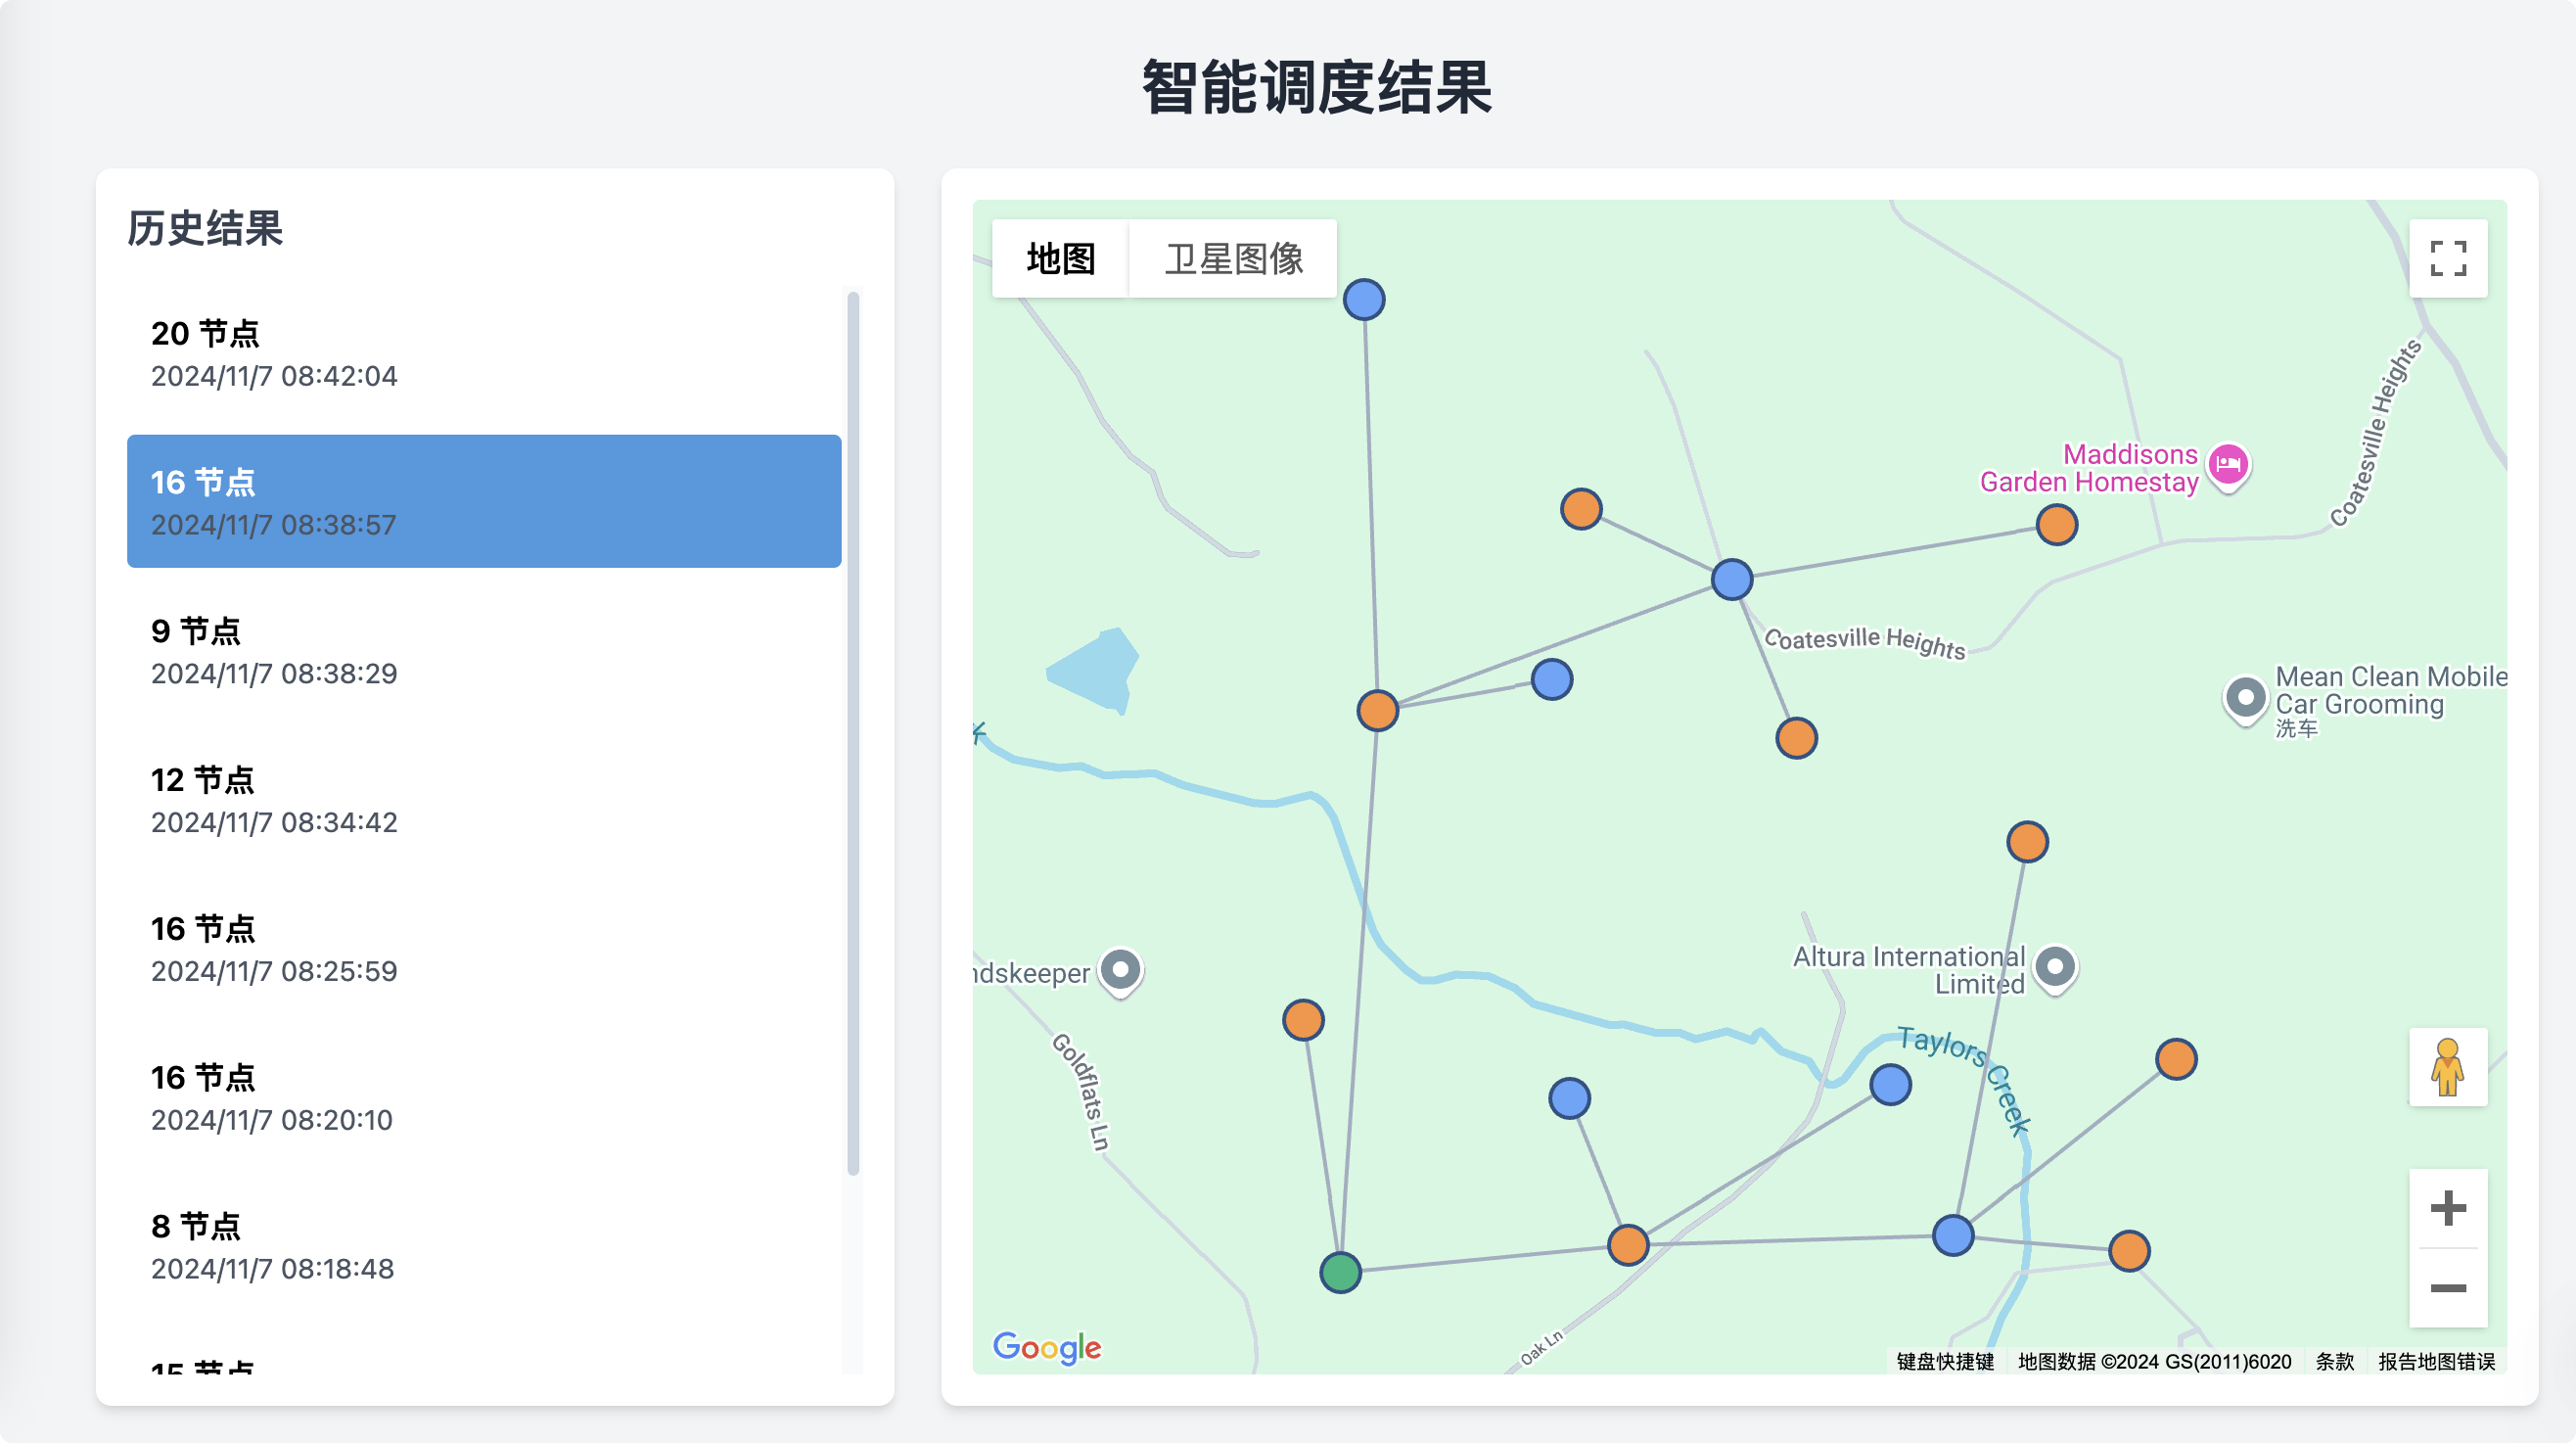 智能调度结果
历史结果
20 节点
2024/11/7 08:42:04
16 节点
2024/11/7 08:38:57
9 节点
2024/11/7 08:38:29
12 节点
2024/11/7 08:34:42
16 节点
2024/11/7 08:25:59
16 节点
2024/11/7 08:20:10
8 节点
2024/11/7 08:18:48
15 节点
地图
卫星图像
Coatesville Heights
Maddisons
Garden Homestay
Coatesville Heights
Mean Clean Mobile
Car Grooming
洗车
k
ndskeeper
Altura International
Limited
Goldflats Ln
Taylors Creek
Oak Ln
Google
键盘快捷键
地图数据 ©2024 GS(2011)6020
条款
报告地图错误